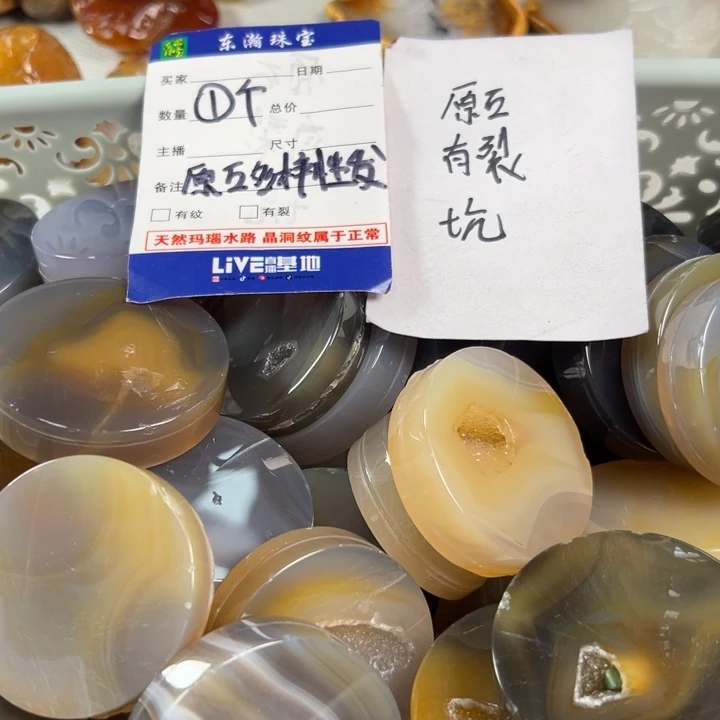 东瀚珠宝
买家 日期
数量 ①个 总价
主播 尺寸
备注 原石多样料生发
有纹 有裂
天然玛瑙水路 晶洞纹属于正常
LIVE 基地
原石
有裂
坑